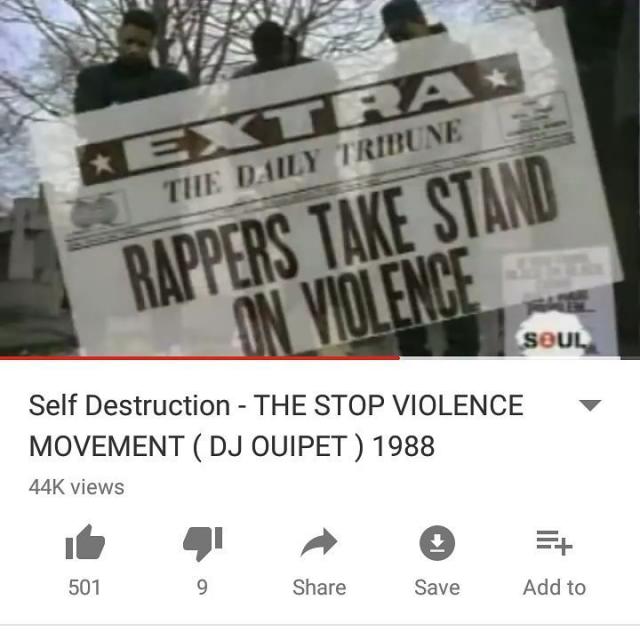 EXTRA
THE DAILY TRIBUNE
RAPPERS TAKE STAND
ON VIOLENCE
SOUL
Self Destruction - THE STOP VIOLENCE
MOVEMENT ( DJ OUIPET ) 1988
44K views
501
9
Share
Save
Add to